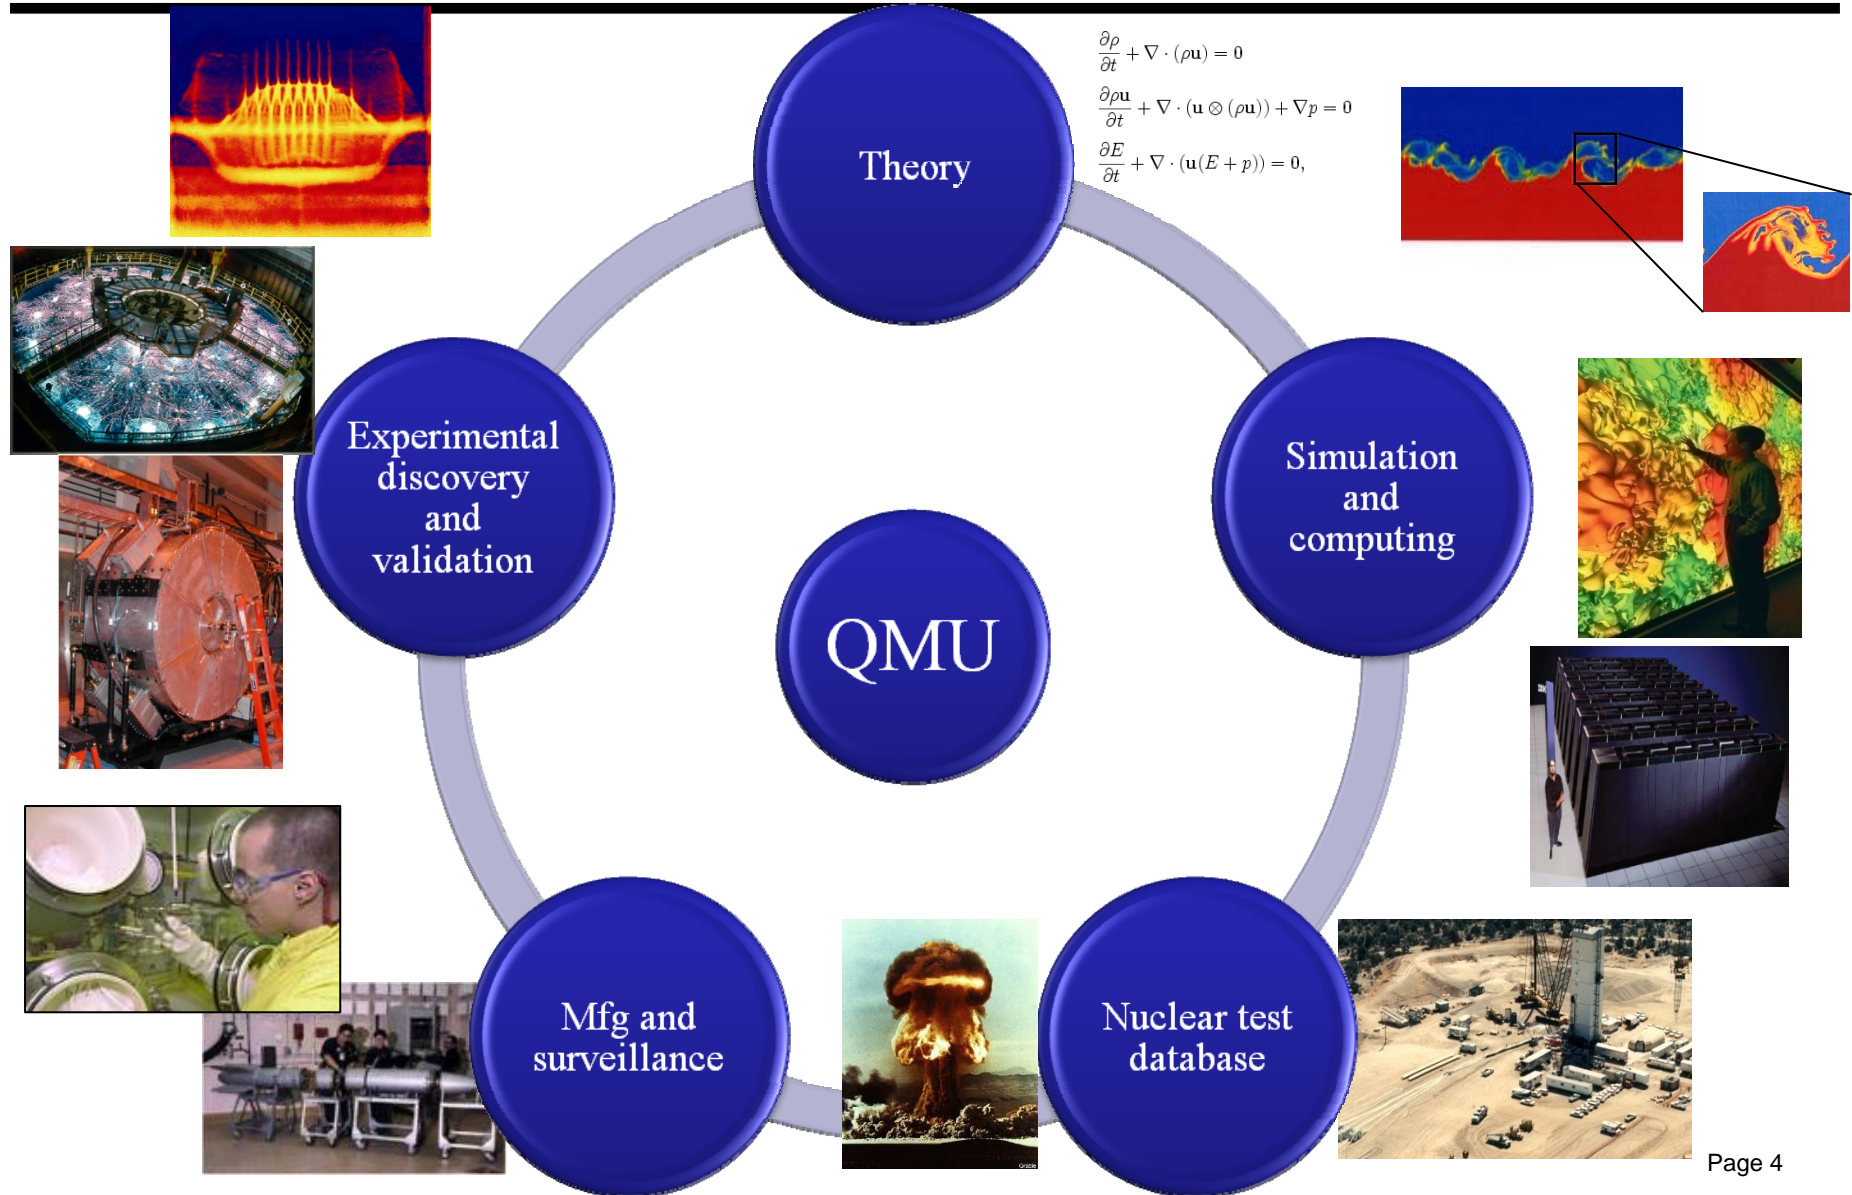 Theory
∂ρ/∂t + ∇ · (ρu) = 0
∂ρu/∂t + ∇ · (u ⊗ (ρu)) + ∇p = 0
∂E/∂t + ∇ · (u(E + p)) = 0,
Experimental
discovery
and
validation
Simulation
and
computing
QMU
Mfg and
surveillance
Nuclear test
database
Grable
Page 4